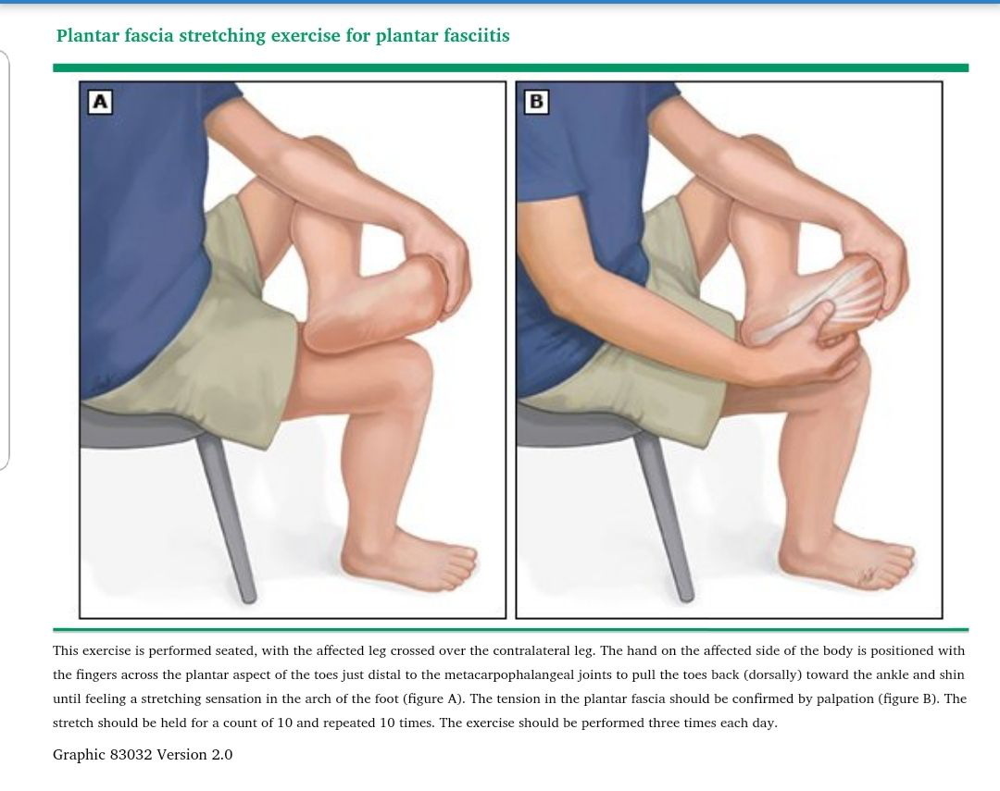 Plantar fascia stretching exercise for plantar fasciitis
A
B
This exercise is performed seated, with the affected leg crossed over the contralateral leg. The hand on the affected side of the body is positioned with
the fingers across the plantar aspect of the toes just distal to the metacarpophalangeal joints to pull the toes back (dorsally) toward the ankle and shin
until feeling a stretching sensation in the arch of the foot (figure A). The tension in the plantar fascia should be confirmed by palpation (figure B). The
stretch should be held for a count of 10 and repeated 10 times. The exercise should be performed three times each day.
Graphic 83032 Version 2.0